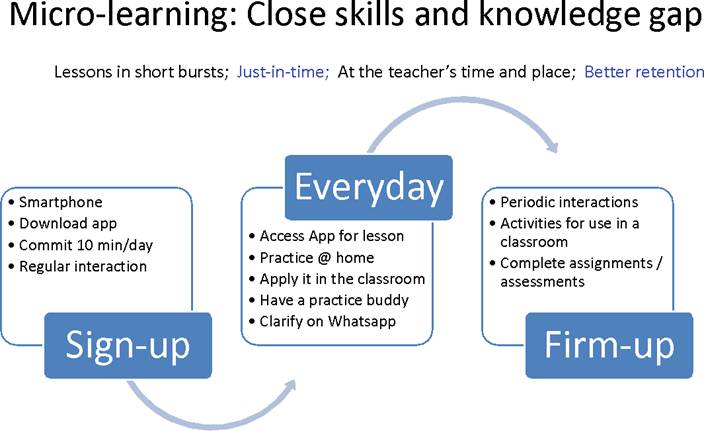 Micro-learning: Close skills and knowledge gap
Lessons in short bursts; Just-in-time; At the teacher's time and place; Better retention
• Smartphone
• Download app
• Commit 10 min/day
• Regular interaction
Sign-up
Everyday
• Access App for lesson
• Practice @ home
• Apply it in the classroom
• Have a practice buddy
• Clarify on Whatsapp
• Periodic interactions
• Activities for use in a
classroom
• Complete assignments /
assessments
Firm-up